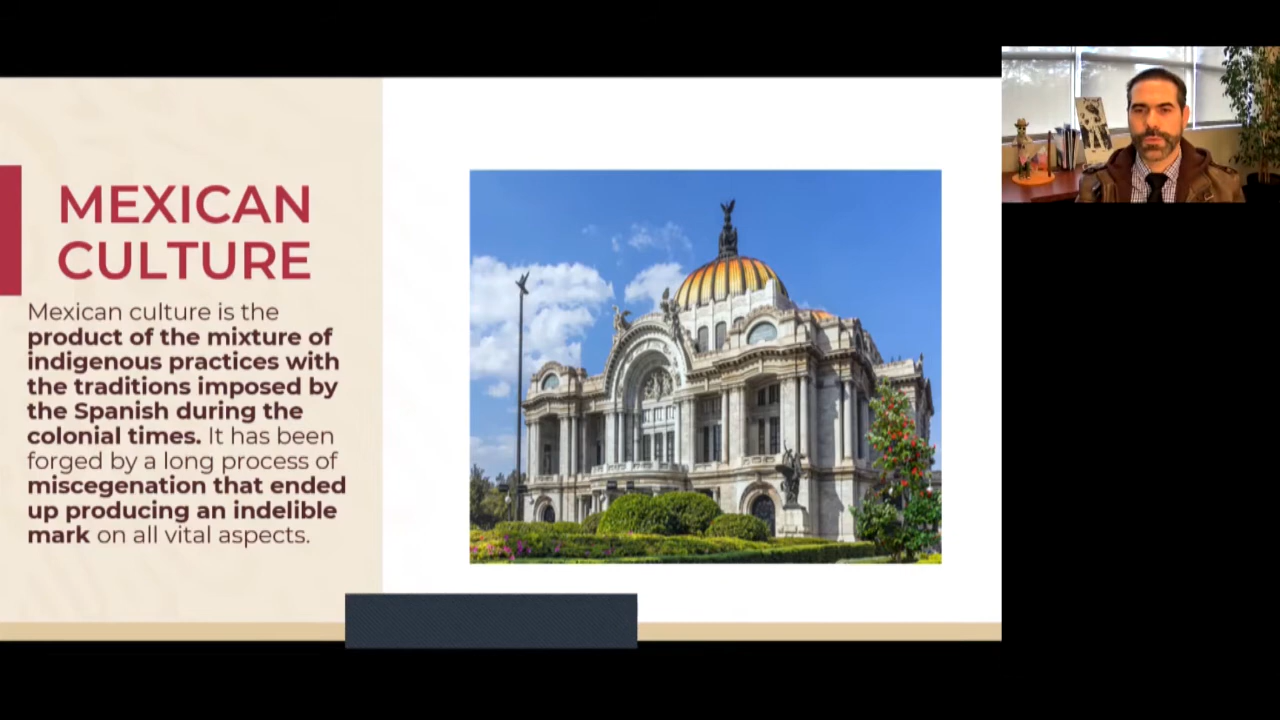 MEXICAN
CULTURE
Mexican culture is the
product of the mixture of
indigenous practices with
the traditions imposed by
the Spanish during the
colonial times. It has been
forged by a long process of
miscegenation that ended
up producing an indelible
mark on all vital aspects.